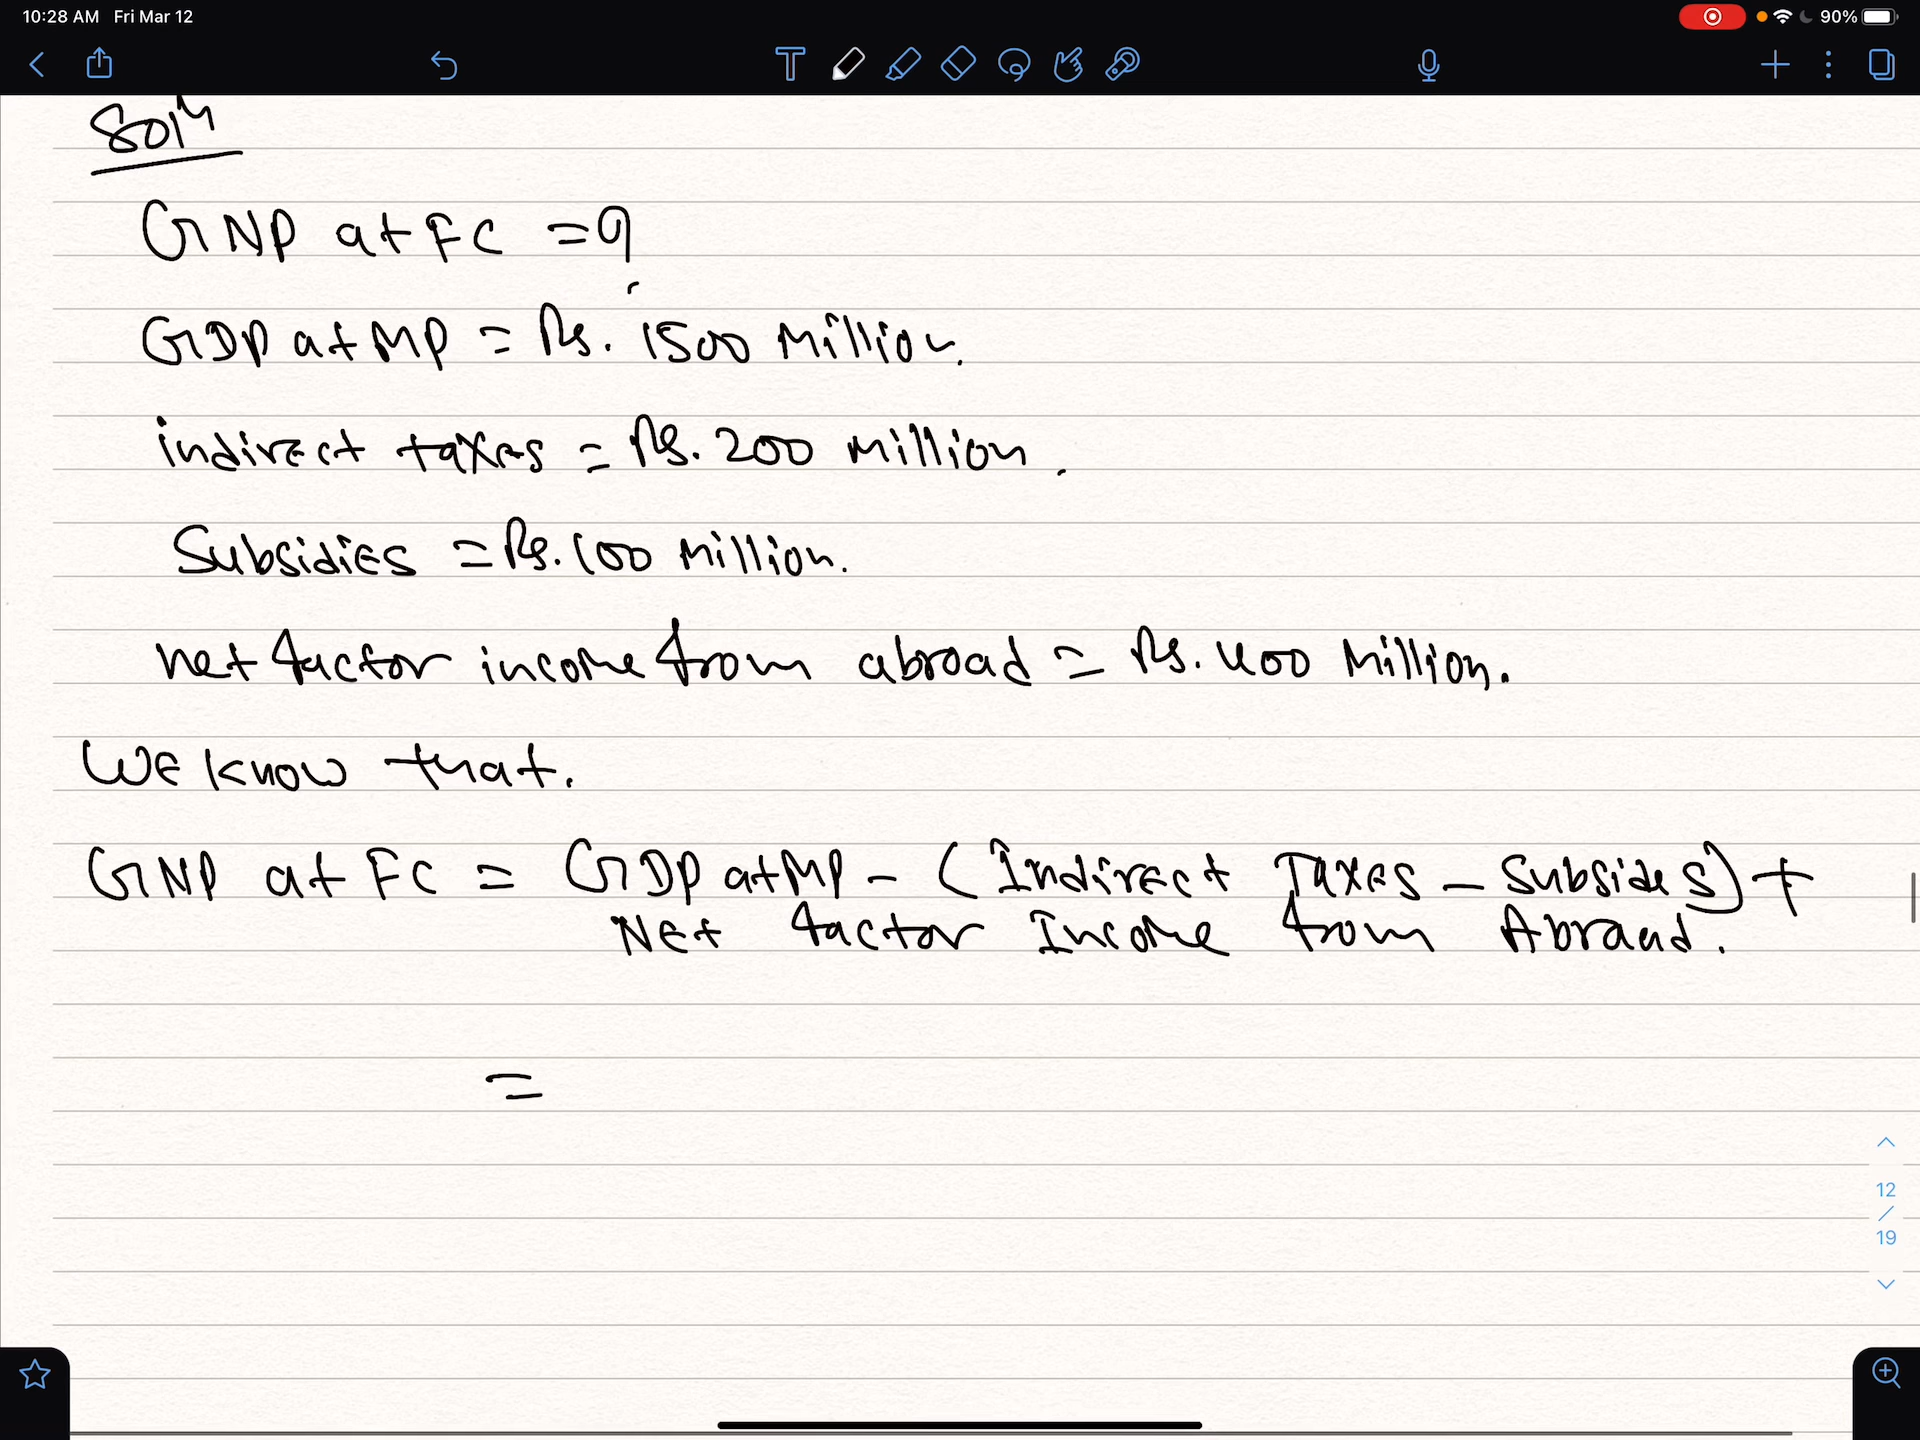 10:28 AM Fri Mar 12
90%
Soln
GNP at FC = ?
GDP at MP = Rs. 1500 Million.
indirect taxes = Rs. 200 Million.
Subsidies = Rs. 100 Million.
net factor income from abroad = Rs. 400 Million.
We know that.
GNP at FC = GDP at MP - (Indirect Taxes - Subsides) +
Net factor Income from Abraad.
=
12
/
19